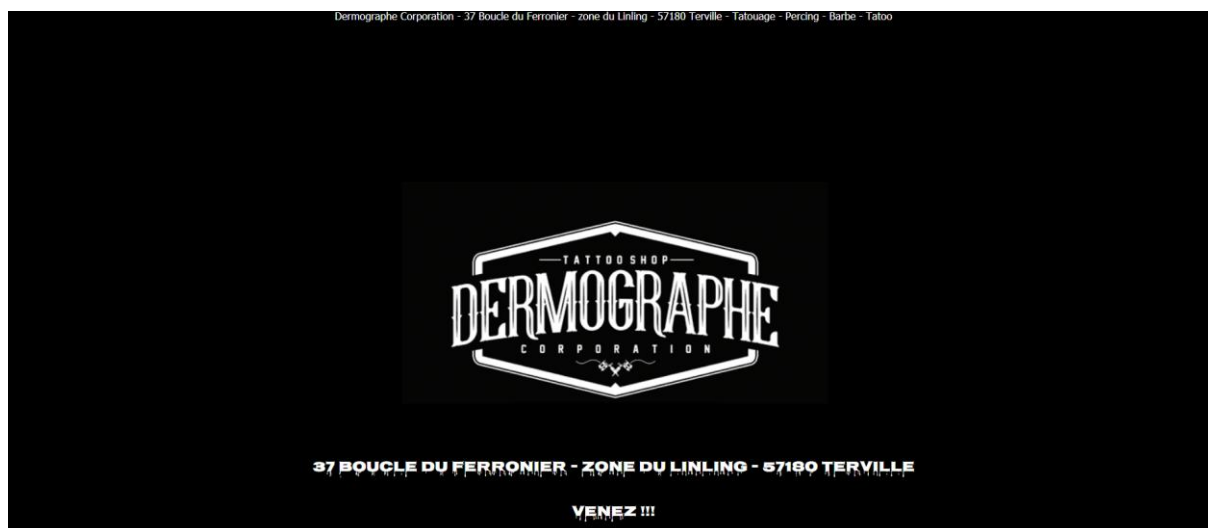 Dermographe Corporation - 37 Boucle du Ferronier - zone du Linling - 57180 Terville - Tatouage - Percing - Barbe - Tatoo
TATTOO SHOP
DERMOGRAPHE
CORPORATION
37 BOUCLE DU FERRONIER - ZONE DU LINLING - 57180 TERVILLE
VENEZ !!!